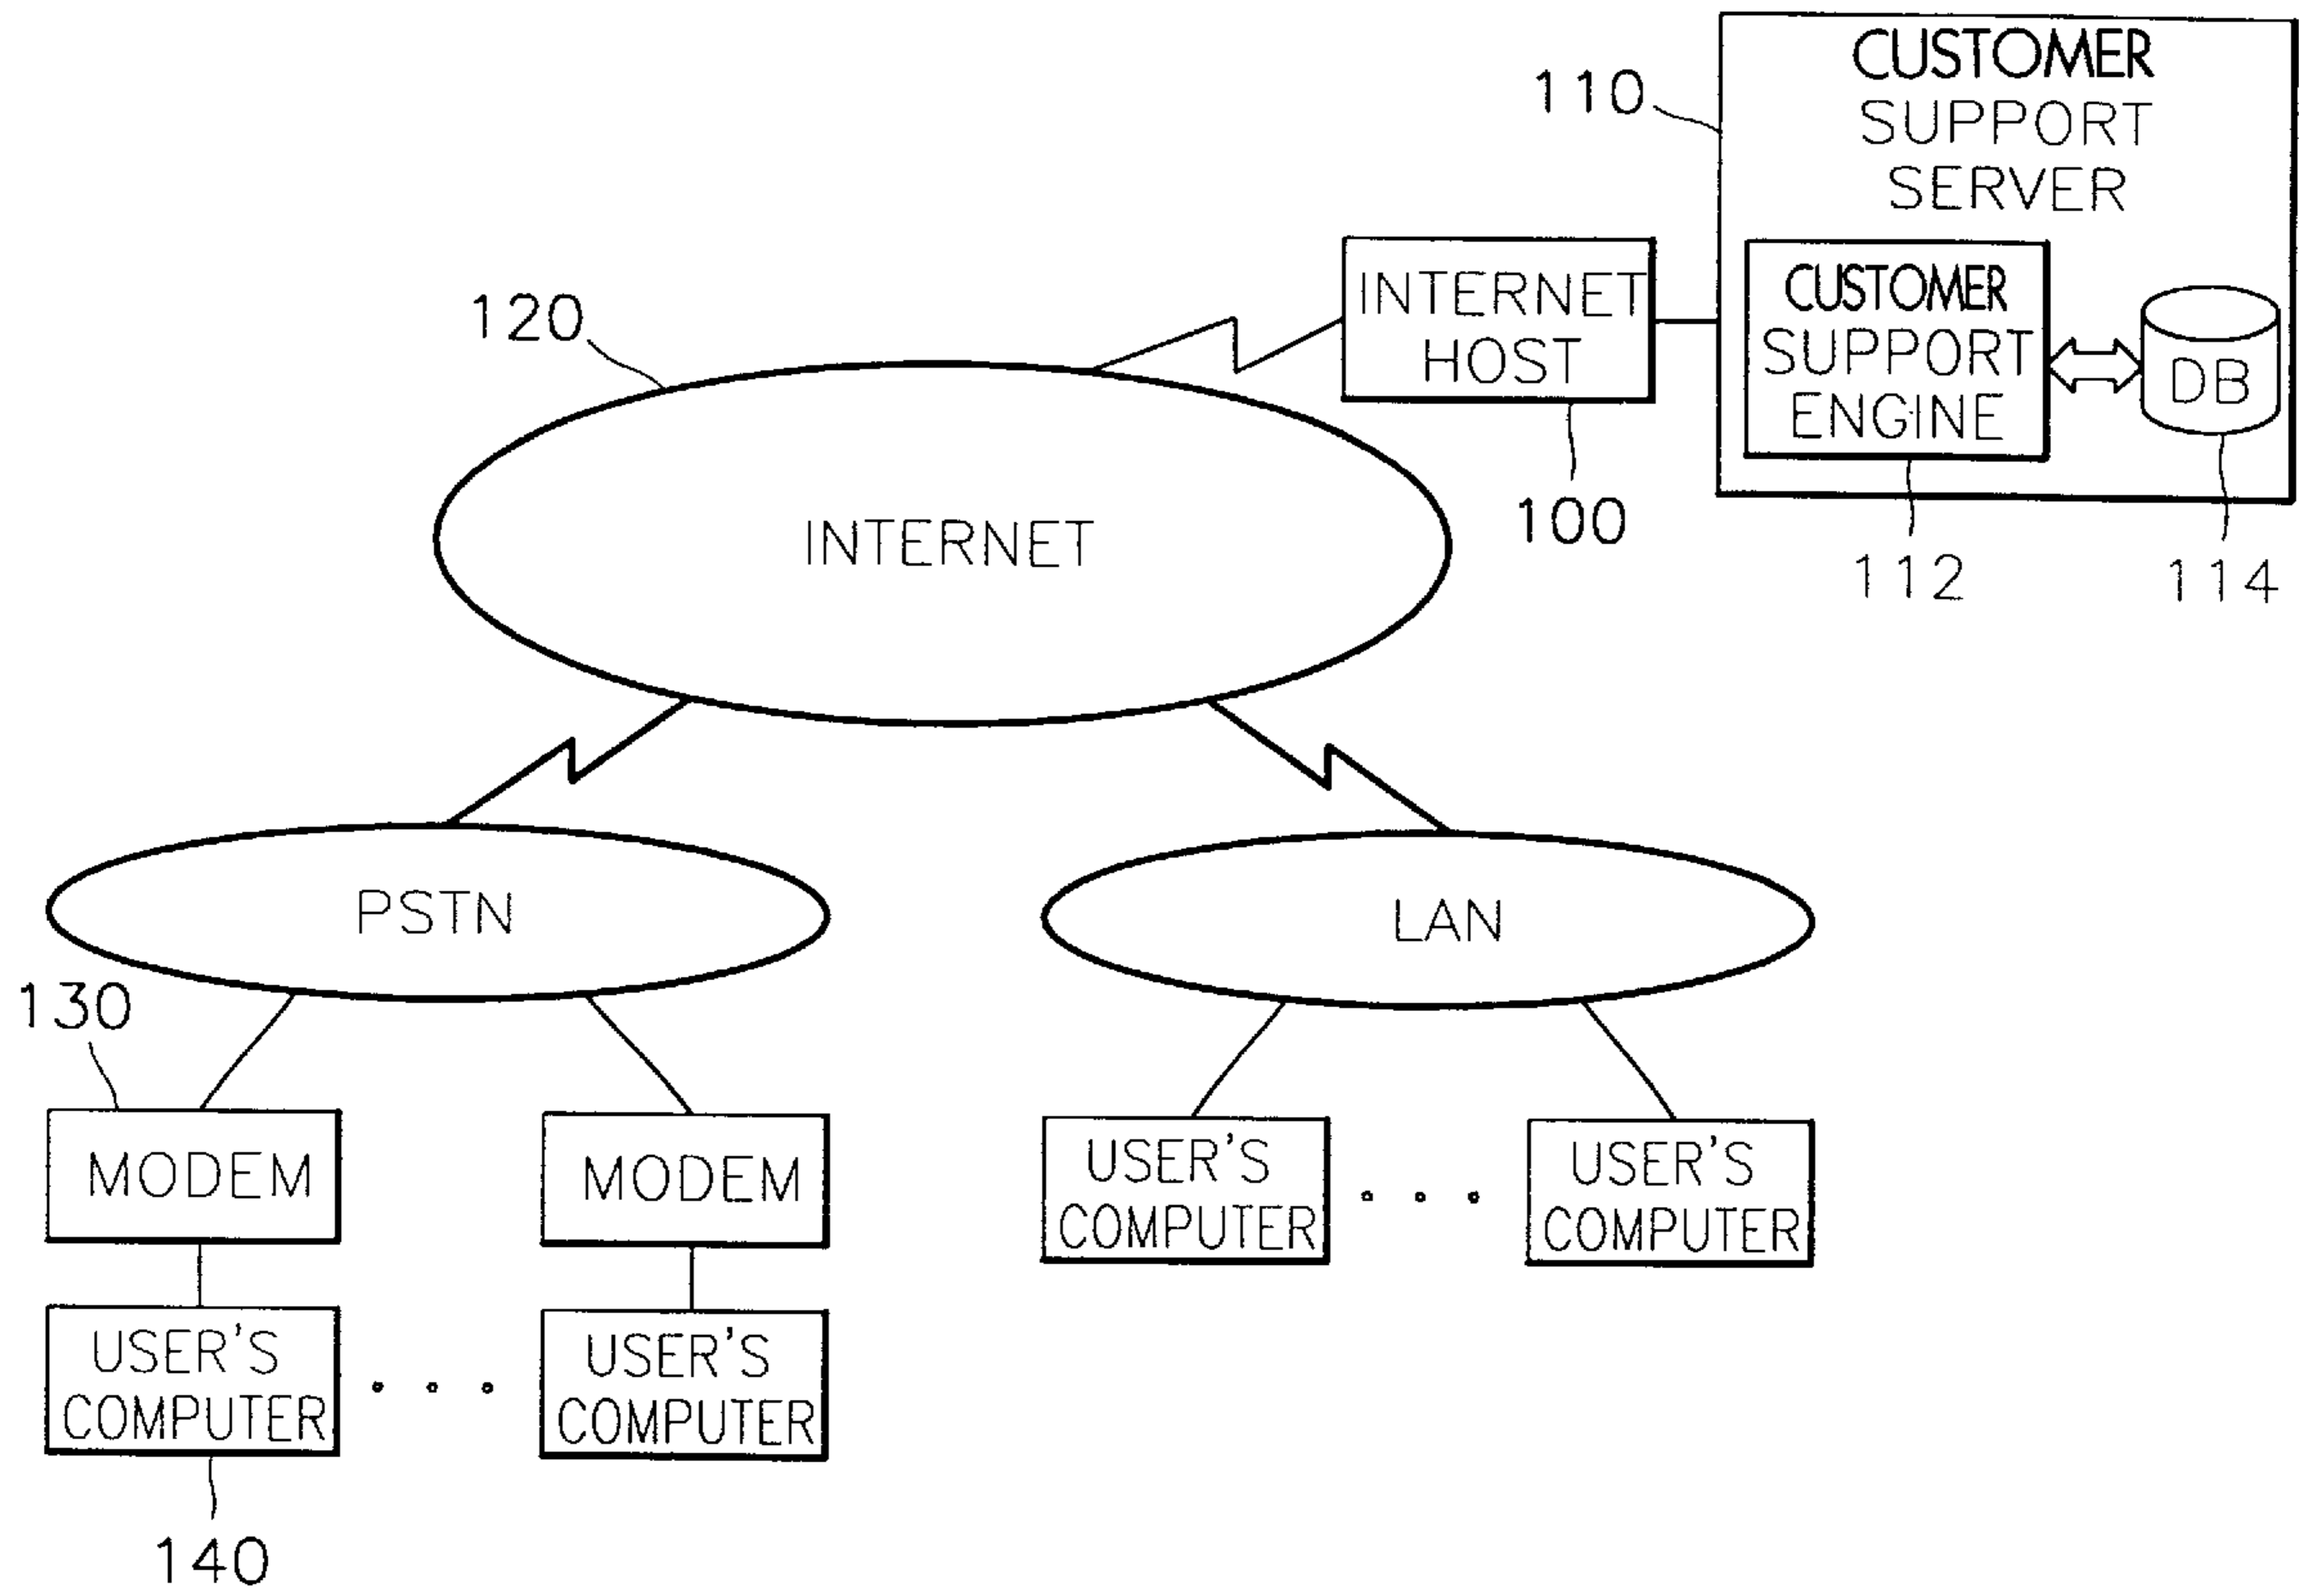 CUSTOMER
SUPPORT
SERVER
110
CUSTOMER
SUPPORT
ENGINE
DB
INTERNET
HOST
120
100
112
114
INTERNET
PSTN
LAN
130
MODEM
MODEM
USER'S
COMPUTER
USER'S
COMPUTER
USER'S
COMPUTER
USER'S
COMPUTER
140